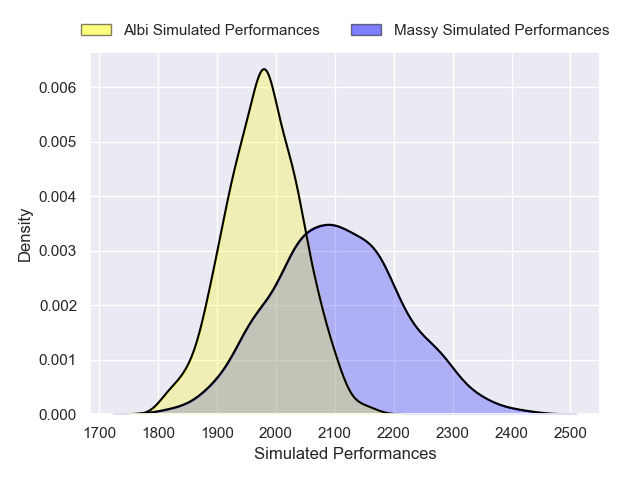 Albi Simulated Performances Massy Simulated Performances
0.006
0.005
0.004
0.003
0.002
0.001
0.000
Density
1700 1800 1900 2000 2100 2200 2300 2400 2500
Simulated Performances